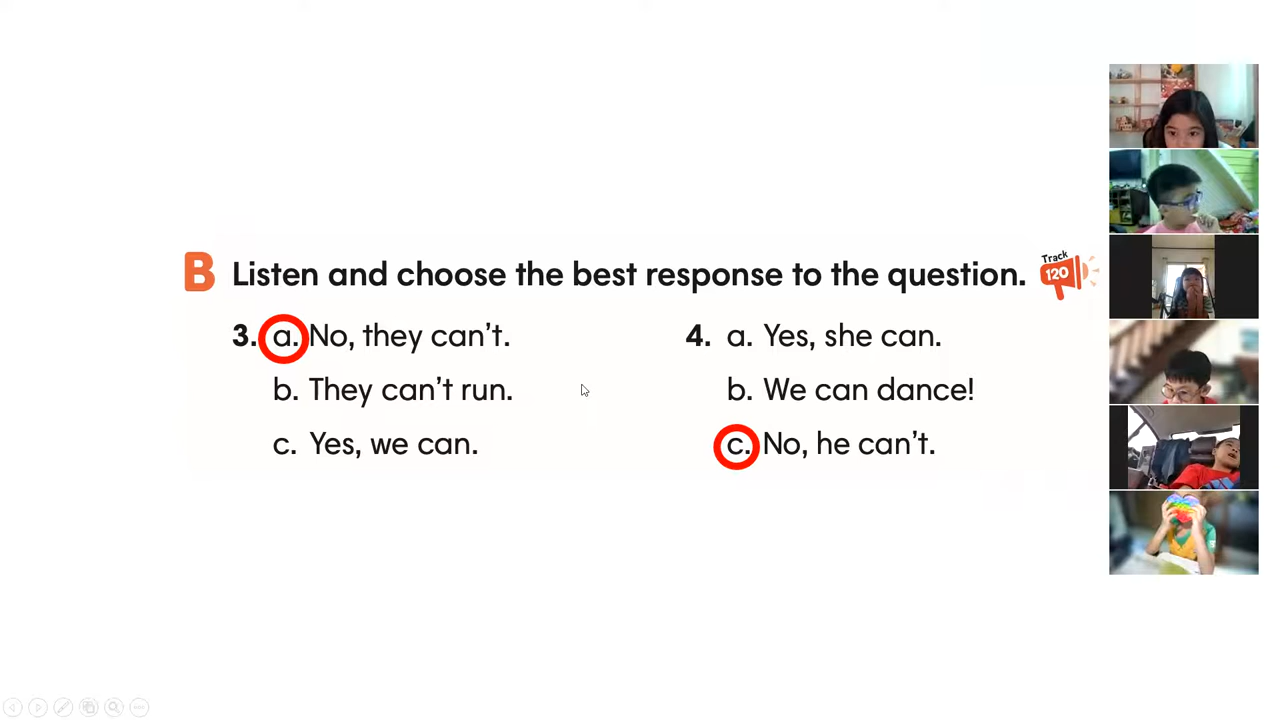 B Listen and choose the best response to the question. Track 120
3. a. No, they can't.
b. They can't run.
c. Yes, we can.
4. a. Yes, she can.
b. We can dance!
c. No, he can't.